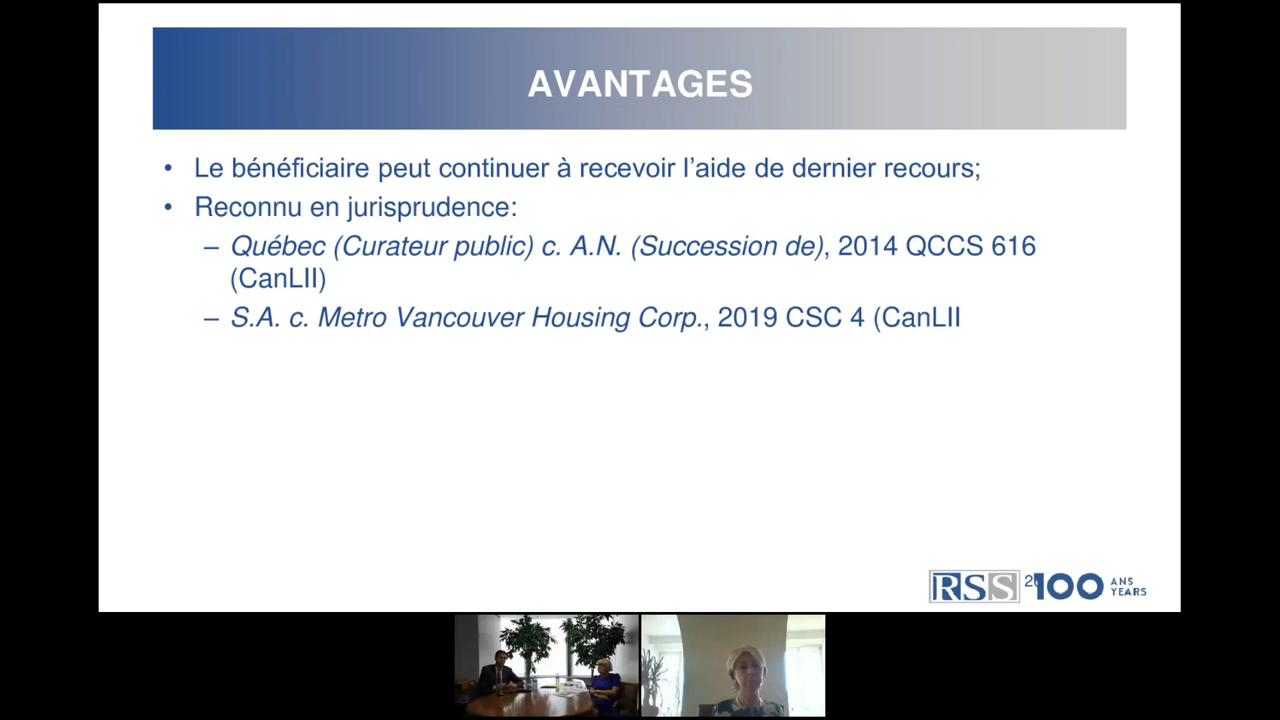 AVANTAGES
• Le bénéficiaire peut continuer à recevoir l’aide de dernier recours;
• Reconnu en jurisprudence:
– Québec (Curateur public) c. A.N. (Succession de), 2014 QCCS 616
(CanLII)
– S.A. c. Metro Vancouver Housing Corp., 2019 CSC 4 (CanLII
RSS 100 ANS
YEARS